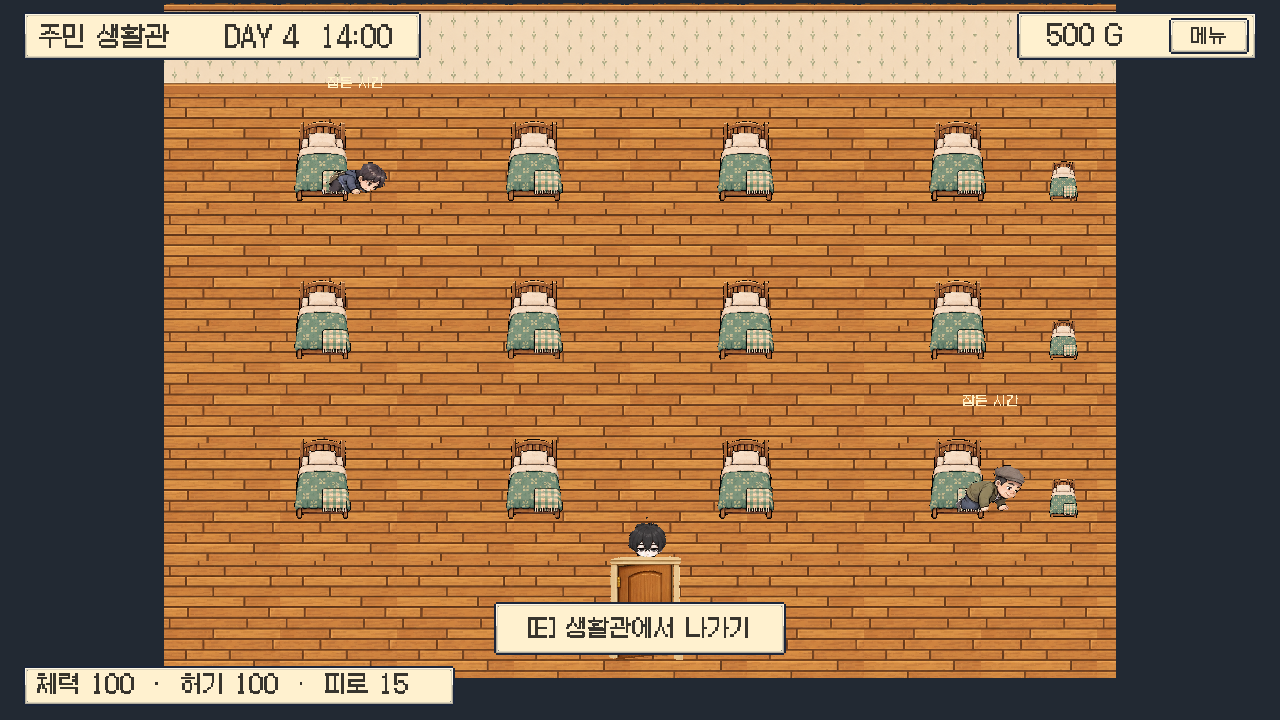 주민 생활관 DAY 4 14:00
500 G 메뉴
잠든 시간
잠든 시간
[E] 생활관에서 나가기
체력 100 · 허기 100 · 피로 15